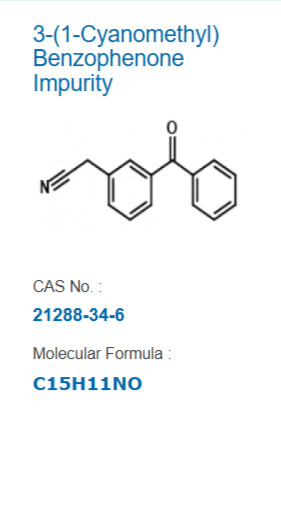 3-(1-Cyanomethyl)
Benzophenone
Impurity
O
N
CAS No. :
21288-34-6
Molecular Formula :
C15H11NO